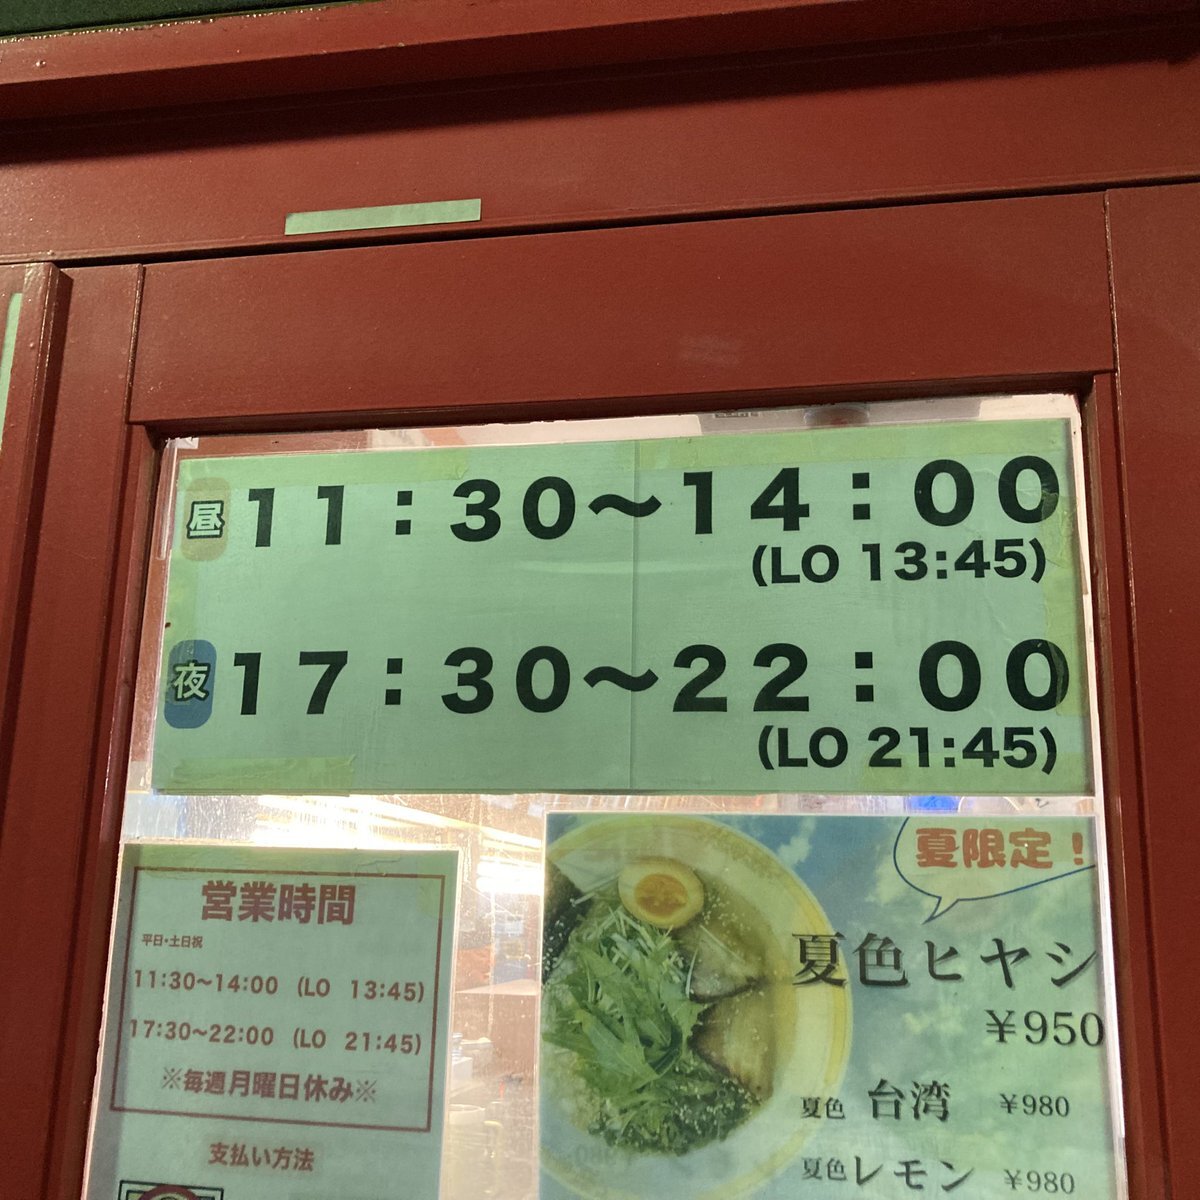 昼 11：30～14：00
(LO 13:45)
夜 17：30～22：00
(LO 21:45)
営業時間
平日・土日祝
11:30～14:00 (LO 13:45)
17:30～22:00 (LO 21:45)
※毎週月曜日休み※
支払い方法
夏限定！
夏色ヒヤシ
￥950
夏色 台湾 ￥980
夏色レモン ￥980